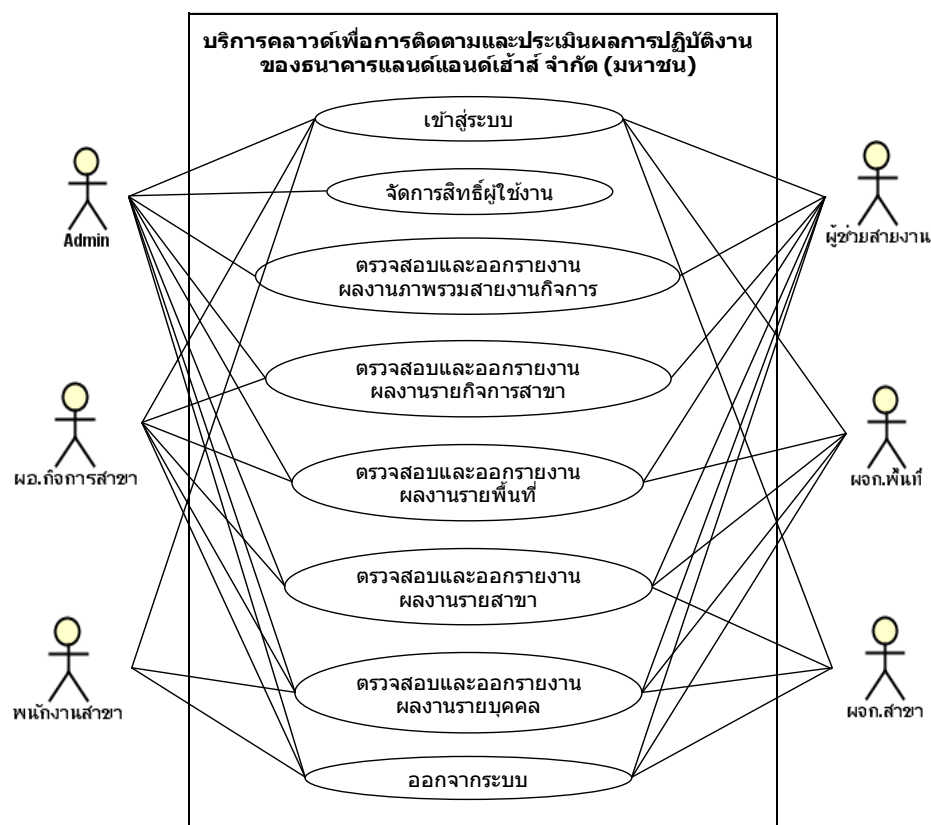 บริการคลาวด์เพื่อการติดตามและประเมินผลการปฏิบัติงาน
ของธนาคารแลนด์แอนด์เฮ้าส์ จำกัด (มหาชน)
เข้าสู่ระบบ
จัดการสิทธิ์ผู้ใช้งาน
Admin
ผู้ช่วยสายงาน
ตรวจสอบและออกรายงาน
ผลงานภาพรวมสายงานกิจการ
ตรวจสอบและออกรายงาน
ผลงานรายกิจการสาขา
ผอ.กิจการสาขา
ผจก.พื้นที่
ตรวจสอบและออกรายงาน
ผลงานรายพื้นที่
ตรวจสอบและออกรายงาน
ผลงานรายสาขา
ตรวจสอบและออกรายงาน
ผลงานรายบุคคล
พนักงานสาขา
ผจก.สาขา
ออกจากระบบ